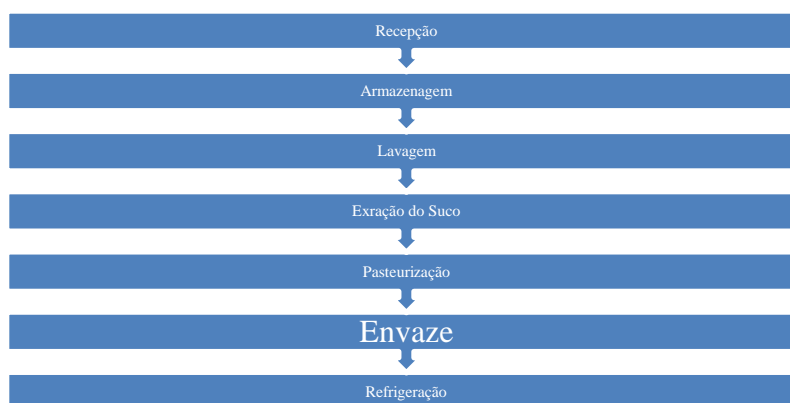 Recepção
Armazenagem
Lavagem
Exração do Suco
Pasteurização
Envaze
Refrigeração